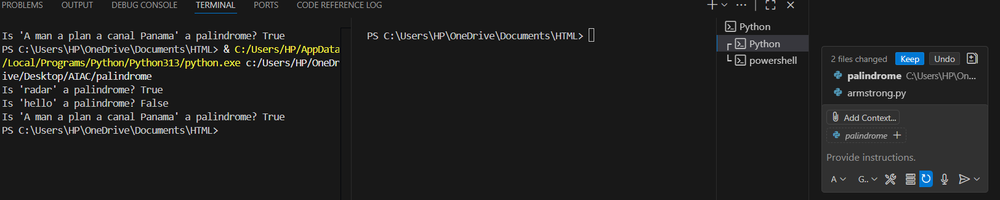 PROBLEMS OUTPUT DEBUG CONSOLE TERMINAL PORTS CODE REFERENCE LOG
Is 'A man a plan a canal Panama' a palindrome? True
PS C:\Users\HP\OneDrive\Documents\HTML> & C:/Users/HP/AppData
/Local/Programs/Python/Python313/python.exe c:/Users/HP/OneDr
ive/Desktop/AIAC/palindrome
Is 'radar' a palindrome? True
Is 'hello' a palindrome? False
Is 'A man a plan a canal Panama' a palindrome? True
PS C:\Users\HP\OneDrive\Documents\HTML>
PS C:\Users\HP\OneDrive\Documents\HTML>
Python
Python
powershell
2 files changed Keep Undo
palindrome C:\Users\HP\On...
armstrong.py
Add Context...
palindrome
Provide instructions.
A G..